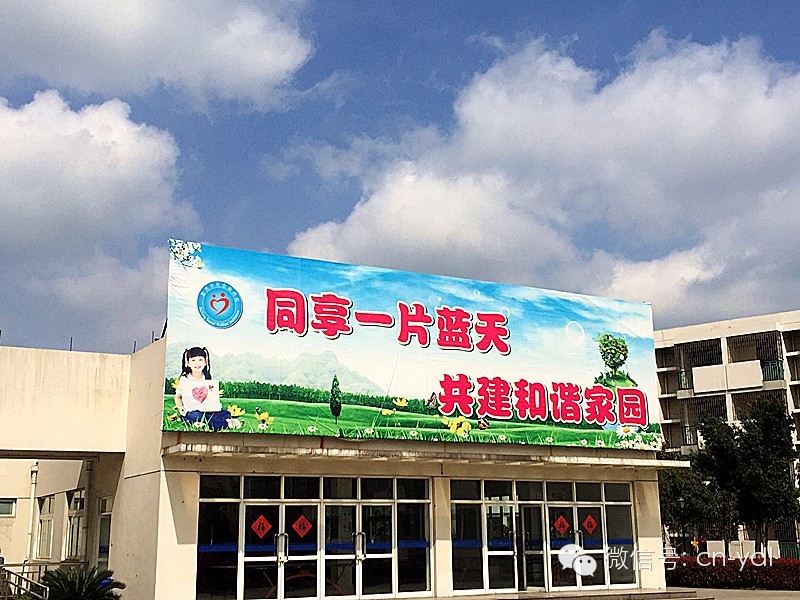 同享一片蓝天
共建和谐家园
福 福 福 福
微信号: cn-ydl